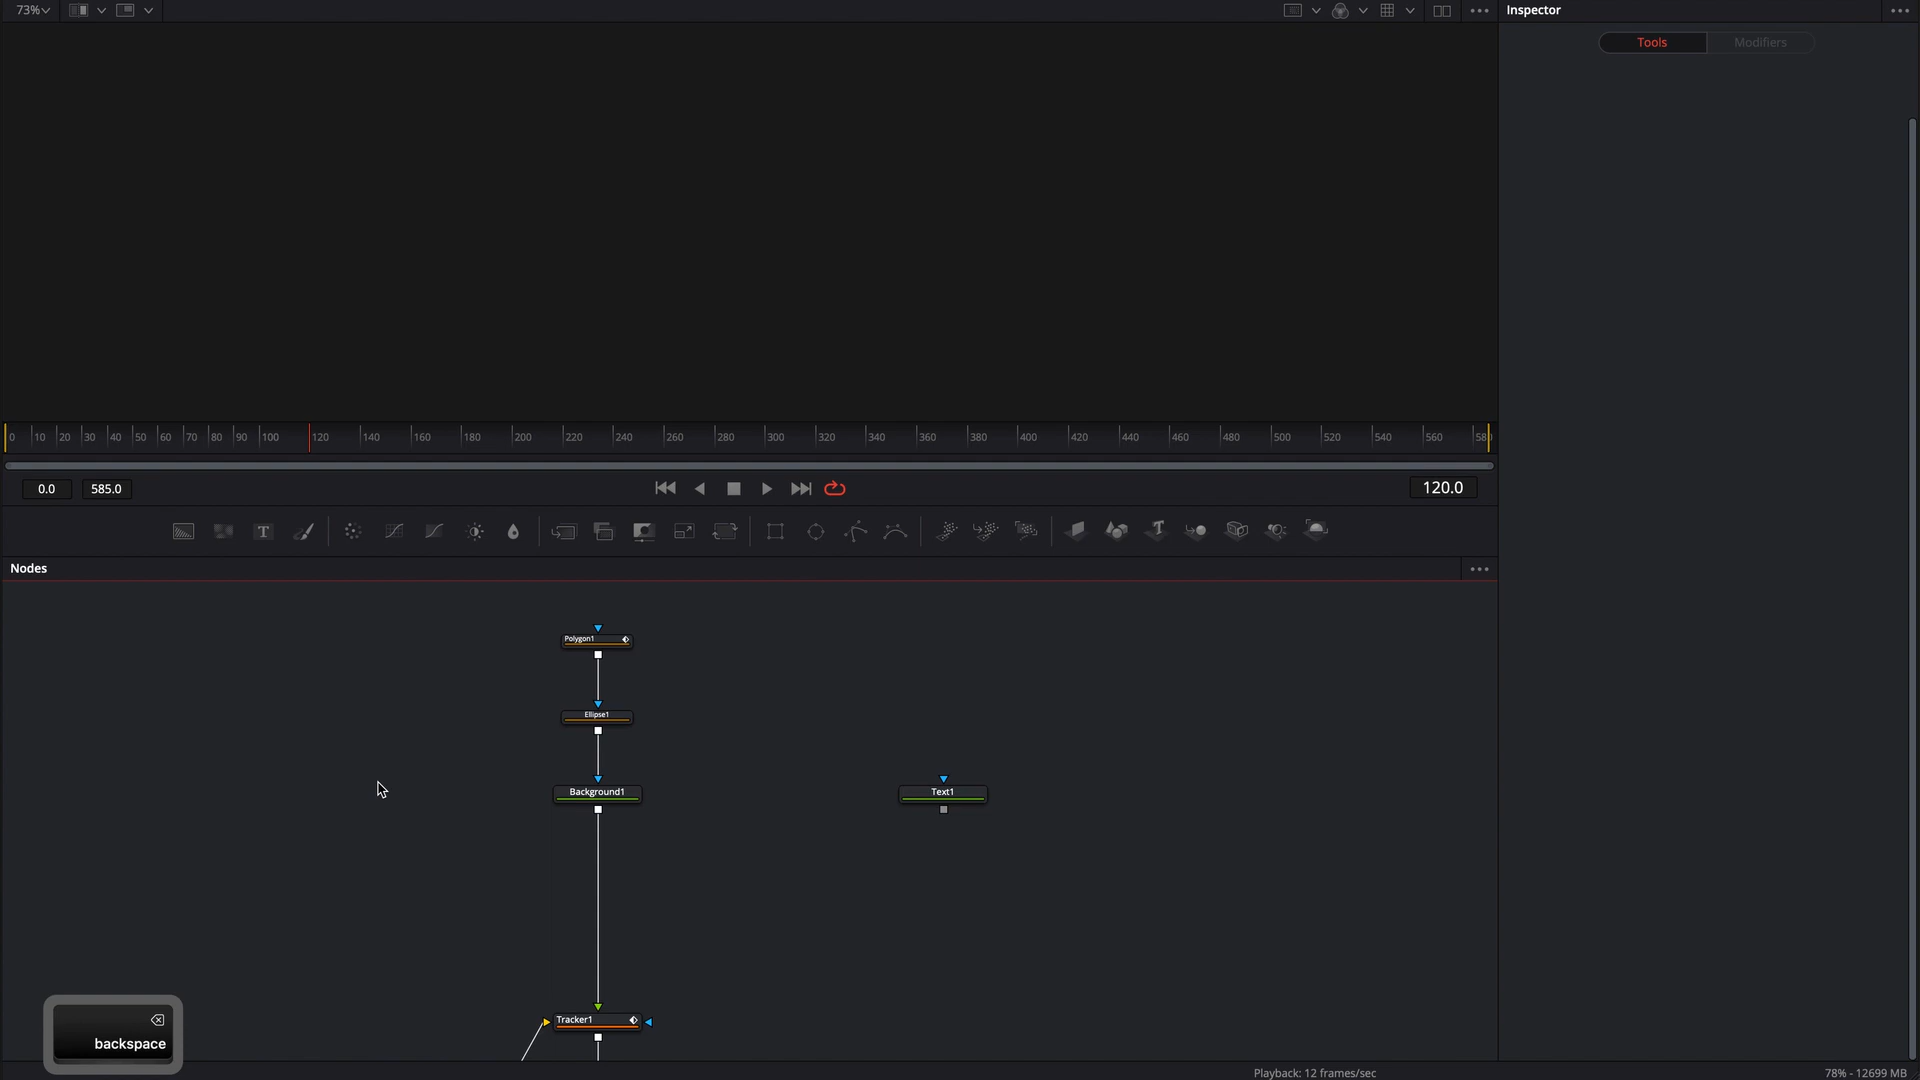 73%
Inspector
Tools
Modifiers
0 10 20 30 40 50 60 70 80 90 100 120 140 160 180 200 220 240 260 280 300 320 340 360 380 400 420 440 460 480 500 520 540 560 58
0.0 585.0 120.0
T T
Nodes
Polygon1
Ellipse1
Background1
Text1
Tracker1
backspace
Playback: 12 frames/sec
78% - 12699 MB